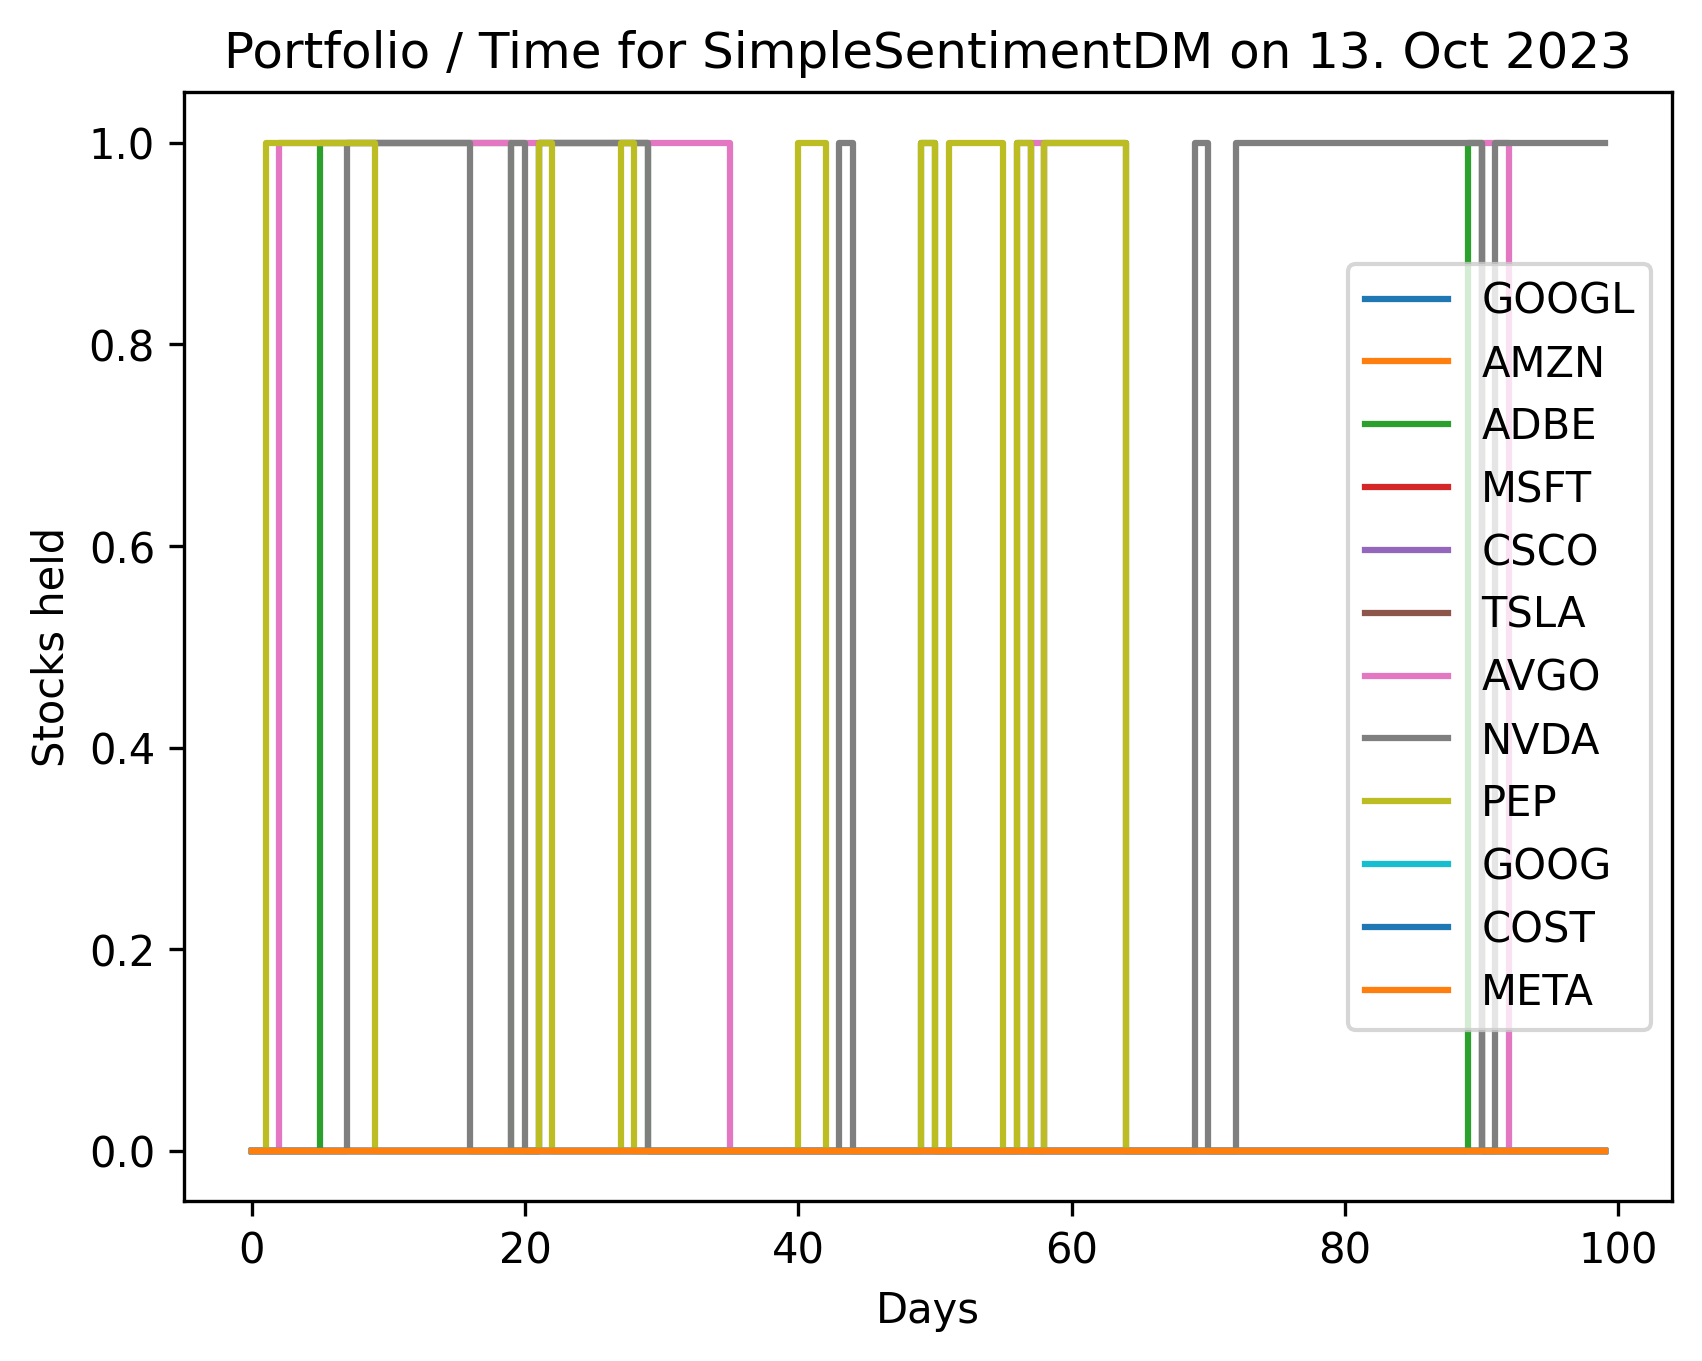 Portfolio / Time for SimpleSentimentDM on 13. Oct 2023
1.0
0.8
0.6
0.4
0.2
0.0
Stocks held
GOOGL
AMZN
ADBE
MSFT
CSCO
TSLA
AVGO
NVDA
PEP
GOOG
COST
META
0 20 40 60 80 100
Days